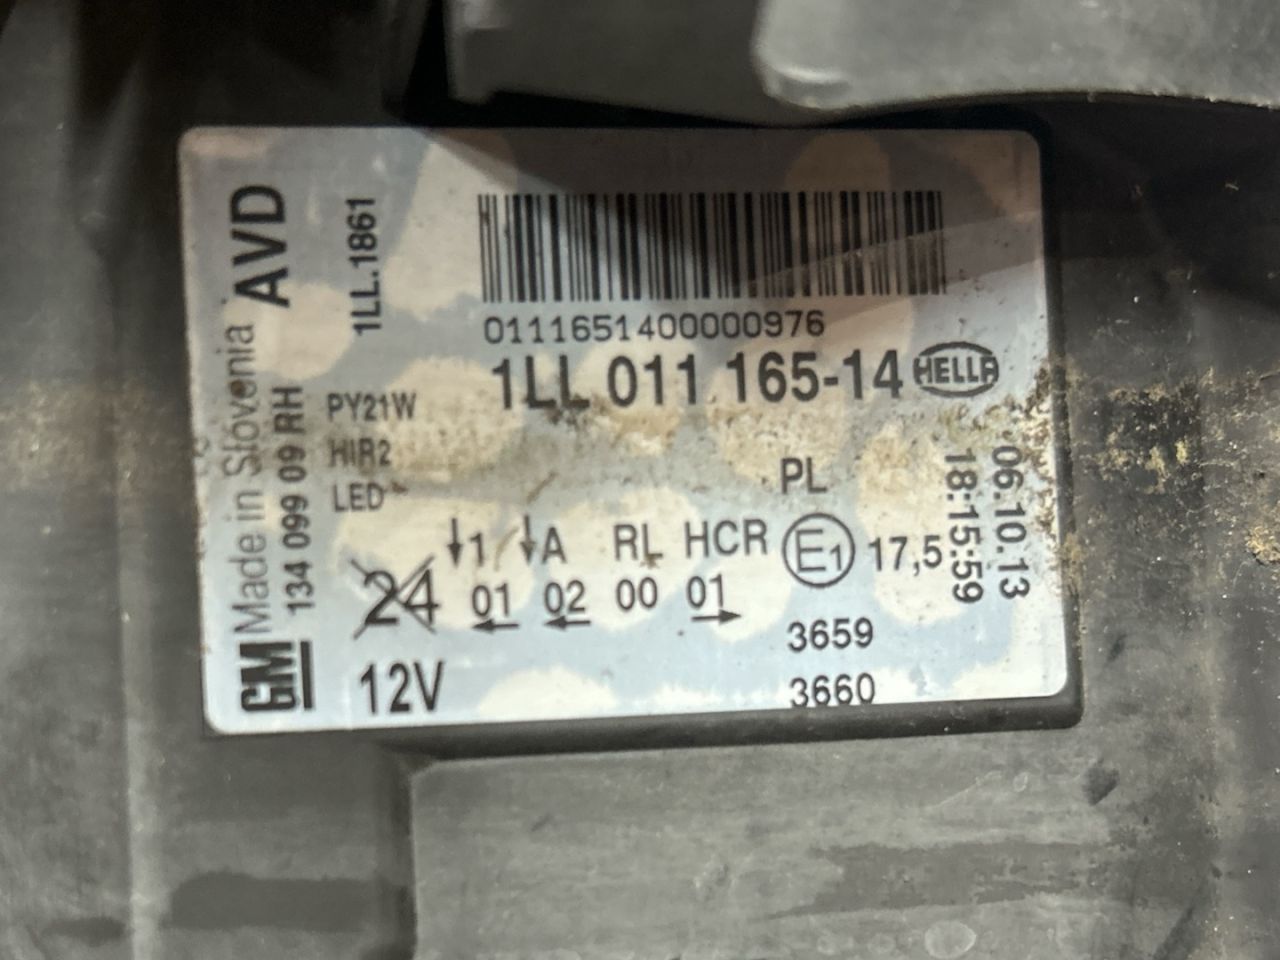 GM Made in Slovenia AVD
134 099 09 RH
1LL.1861
0111651400000976
1LL 011 165-14 HELLA
PY21W
HIR2
LED
24
12V
↓1 ↓A RL HCR
01 02 00 01
← ← →
PL
E1 17,5
3659
3660
06.10.13
18:15:59